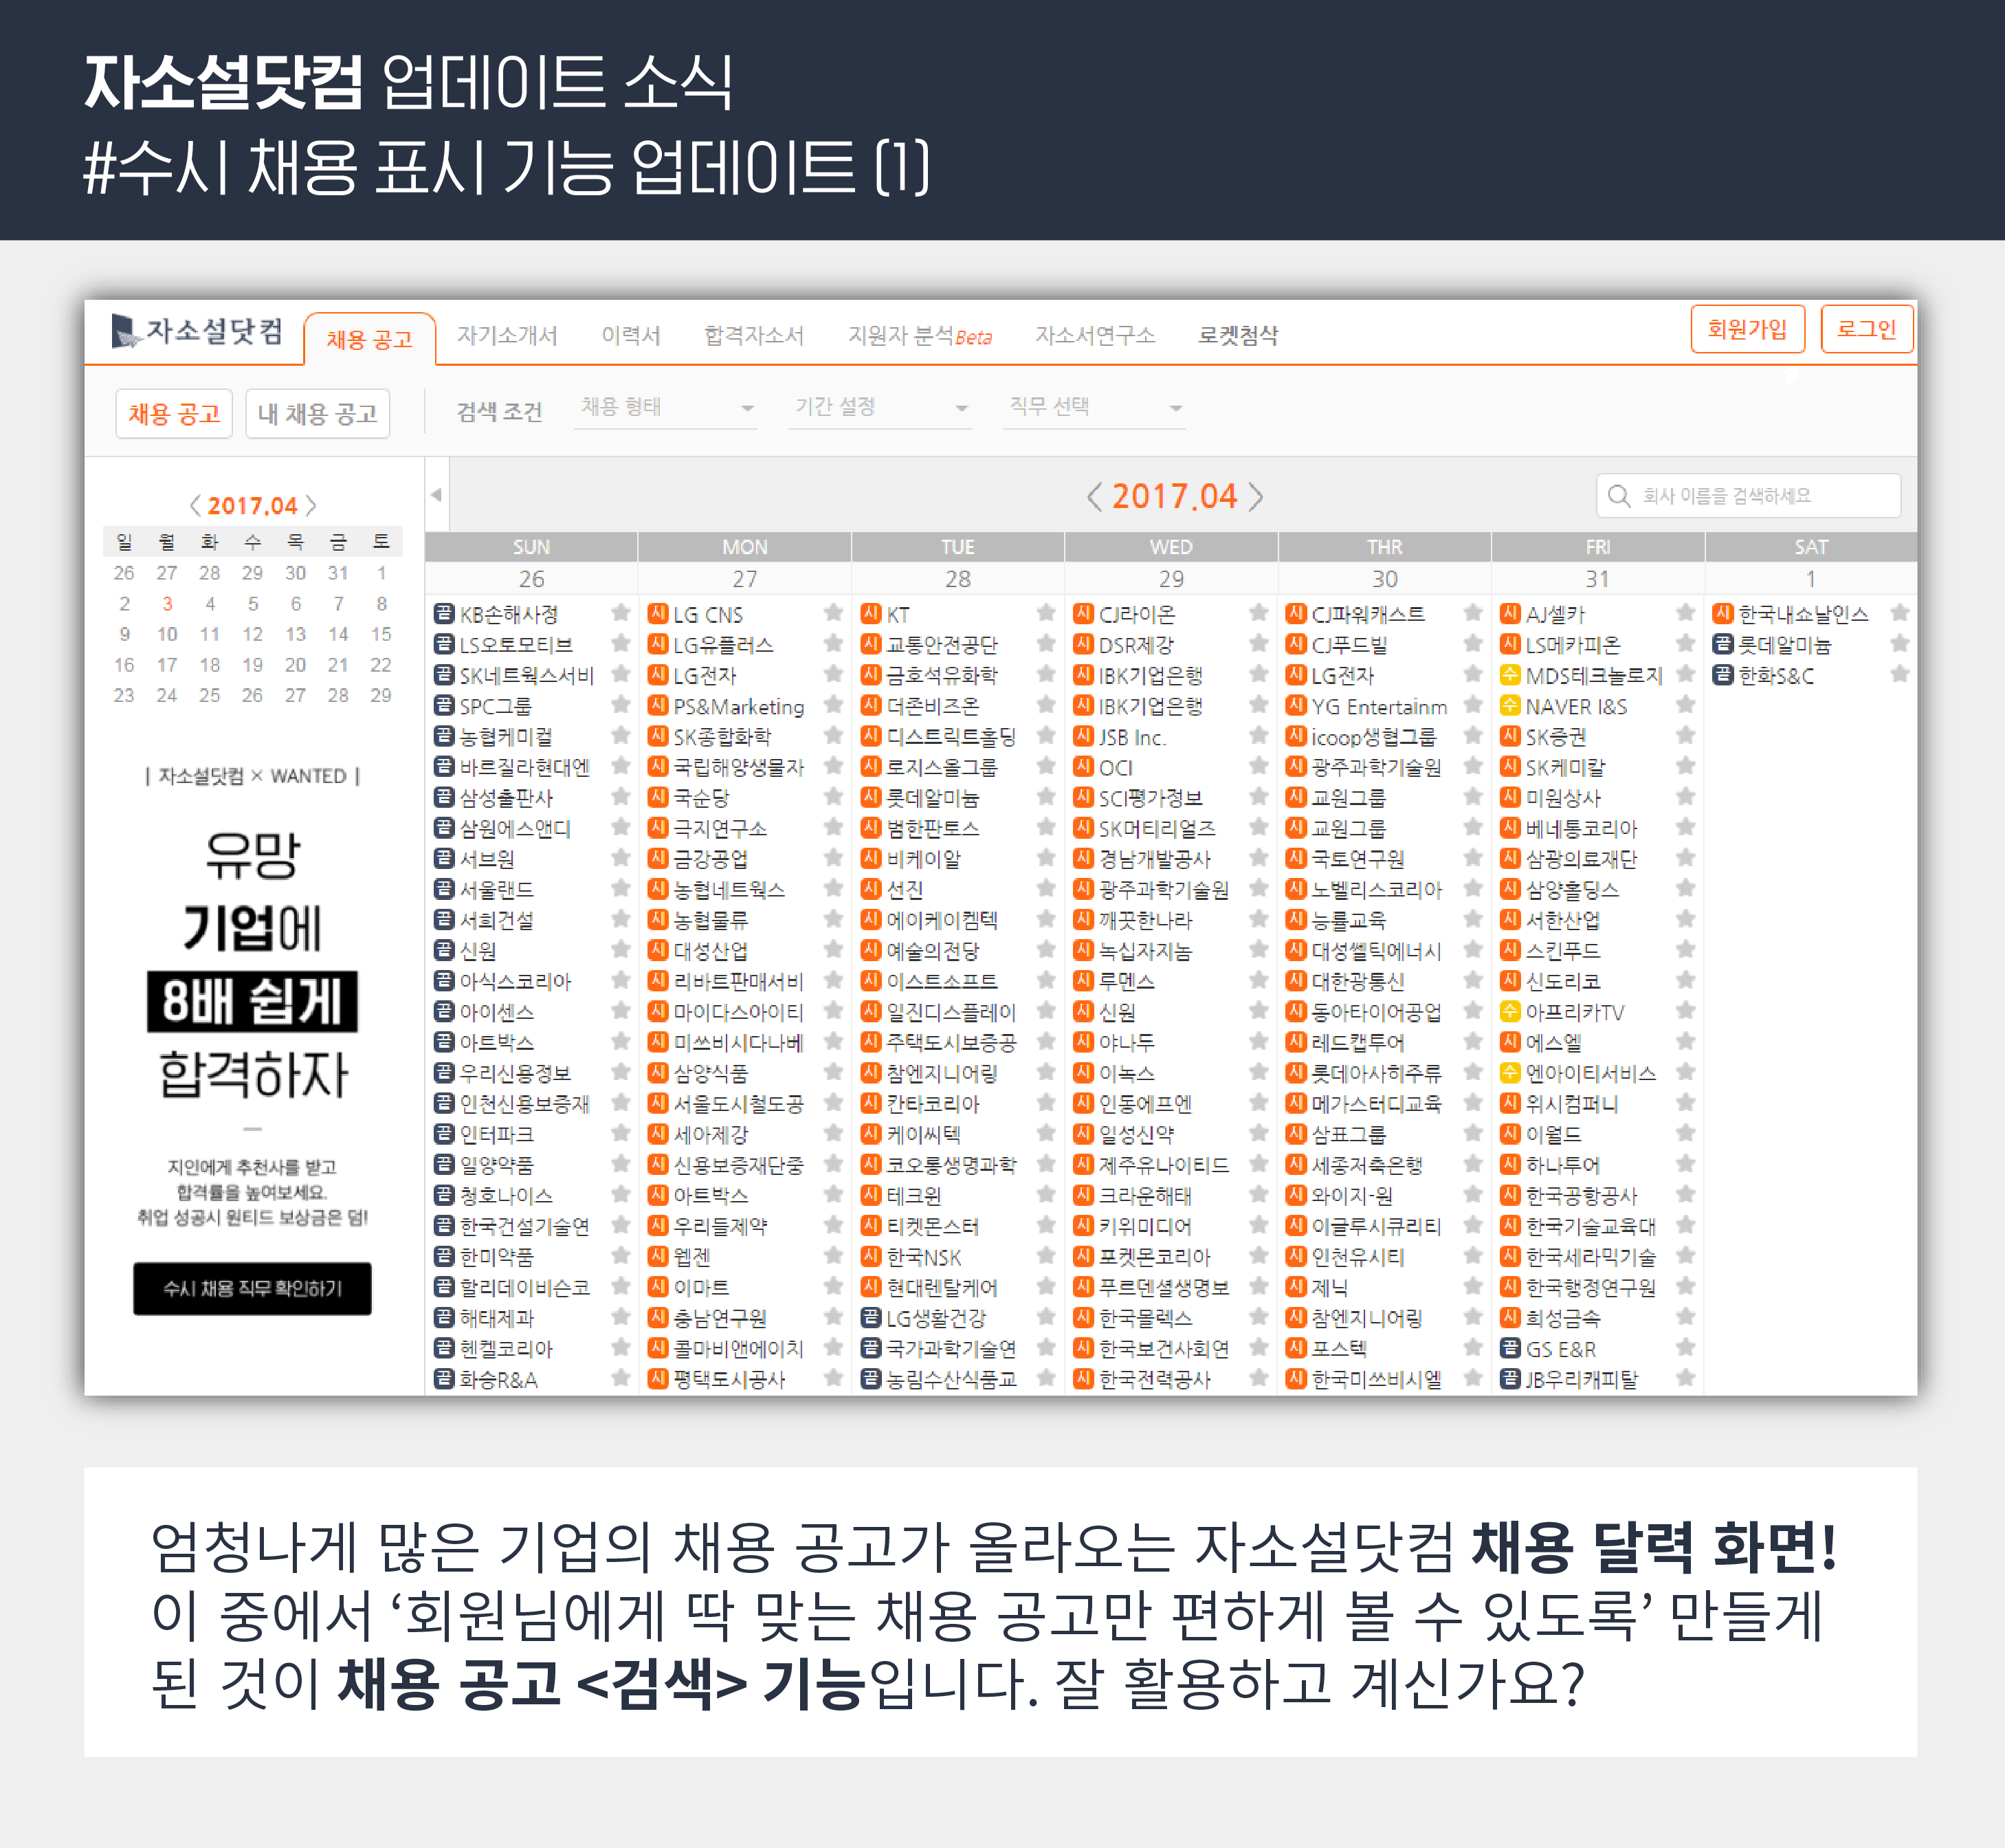 자소설닷컴 업데이트 소식
#수시 채용 표시 기능 업데이트 (1)
자소설닷컴 채용 공고 자기소개서 이력서 합격자소서 지원자 분석Beta 자소서연구소 로켓첨삭 회원가입 로그인
채용 공고 내 채용 공고 검색 조건 채용 형태 기간 설정 직무 선택
<2017.04>
일 월 화 수 목 금 토
26 27 28 29 30 31 1
2 3 4 5 6 7 8
9 10 11 12 13 14 15
16 17 18 19 20 21 22
23 24 25 26 27 28 29
| 자소설닷컴 × WANTED |
유망
기업에
8배 쉽게
합격하자
지인에게 추천사를 받고
합격률을 높여보세요.
취업 성공시 원티드 보상금은 덤!
수시 채용 직무 확인하기
<2017.04> 회사 이름을 검색하세요
SUN MON TUE WED THR FRI SAT
26 27 28 29 30 31 1
끝 KB손해사정 시 LG CNS 시 KT 시 CJ라이온 시 CJ파워캐스트 시 AJ셀카 시 한국내쇼날인스
끝 LS오토모티브 시 LG유플러스 시 교통안전공단 시 DSR제강 시 CJ푸드빌 시 LS메카피온 끝 롯데알미늄
끝 SK네트웍스서비 시 LG전자 시 금호석유화학 시 IBK기업은행 시 LG전자 수 MDS테크놀로지 끝 한화S&C
끝 SPC그룹 시 PS&Marketing 시 더존비즈온 시 IBK기업은행 시 YG Entertainm 수 NAVER I&S
끝 농협케미컬 시 SK종합화학 시 디스트릭트홀딩 시 JSB Inc. 시 icoop생협그룹 시 SK증권
끝 바르질라현대엔 시 국립해양생물자 시 로지스올그룹 시 OCI 시 광주과학기술원 시 SK케미칼
끝 삼성출판사 시 국순당 시 롯데알미늄 시 SCI평가정보 시 교원그룹 시 미원상사
끝 삼원에스앤디 시 극지연구소 시 범한판토스 시 SK머티리얼즈 시 교원그룹 시 베네통코리아
끝 서브원 시 금강공업 시 비케이알 시 경남개발공사 시 국토연구원 시 삼광의료재단
끝 서울랜드 시 농협네트웍스 시 선진 시 광주과학기술원 시 노벨리스코리아 시 삼양홀딩스
끝 서희건설 시 농협물류 시 에이케이켐텍 시 깨끗한나라 시 능률교육 시 서한산업
끝 신원 시 대성산업 시 예술의전당 시 녹십자지놈 시 대성쎌틱에너시 시 스킨푸드
끝 아식스코리아 시 리바트판매서비 시 이스트소프트 시 루멘스 시 대한광통신 시 신도리코
끝 아이센스 시 마이다스아이티 시 일진디스플레이 시 신원 시 동아타이어공업 수 아프리카TV
끝 아트박스 시 미쓰비시다나베 시 주택도시보증공 시 야나두 시 레드캡투어 시 에스엘
끝 우리신용정보 시 삼양식품 시 참엔지니어링 시 이녹스 시 롯데아사히주류 수 엔아이티서비스
끝 인천신용보증재 시 서울도시철도공 시 칸타코리아 시 인동에프엔 시 메가스터디교육 시 위시컴퍼니
끝 인터파크 시 세아제강 시 케이씨텍 시 일성신약 시 삼표그룹 시 이월드
끝 일양약품 시 신용보증재단중 시 코오롱생명과학 시 제주유나이티드 시 세종저축은행 시 하나투어
끝 청호나이스 시 아트박스 시 테크윈 시 크라운해태 시 와이지-원 시 한국공항공사
끝 한국건설기술연 시 우리들제약 시 티켓몬스터 시 키위미디어 시 이글루시큐리티 시 한국기술교육대
끝 한미약품 시 웹젠 시 한국NSK 시 포켓몬코리아 시 인천유시티 시 한국세라믹기술
끝 할리데이비슨코 시 이마트 시 현대렌탈케어 시 푸르덴셜생명보 시 제닉 시 한국행정연구원
끝 해태제과 시 충남연구원 끝 LG생활건강 시 한국몰렉스 시 참엔지니어링 시 희성금속
끝 헨켈코리아 시 콜마비앤에이치 끝 국가과학기술연 시 한국보건사회연 시 포스텍 끝 GS E&R
끝 화승R&A 시 평택도시공사 끝 농림수산식품교 시 한국전력공사 시 한국미쓰비시엘 끝 JB우리캐피탈
엄청나게 많은 기업의 채용 공고가 올라오는 자소설닷컴 채용 달력 화면!
이 중에서 ‘회원님에게 딱 맞는 채용 공고만 편하게 볼 수 있도록’ 만들게
된 것이 채용 공고 <검색> 기능입니다. 잘 활용하고 계신가요?